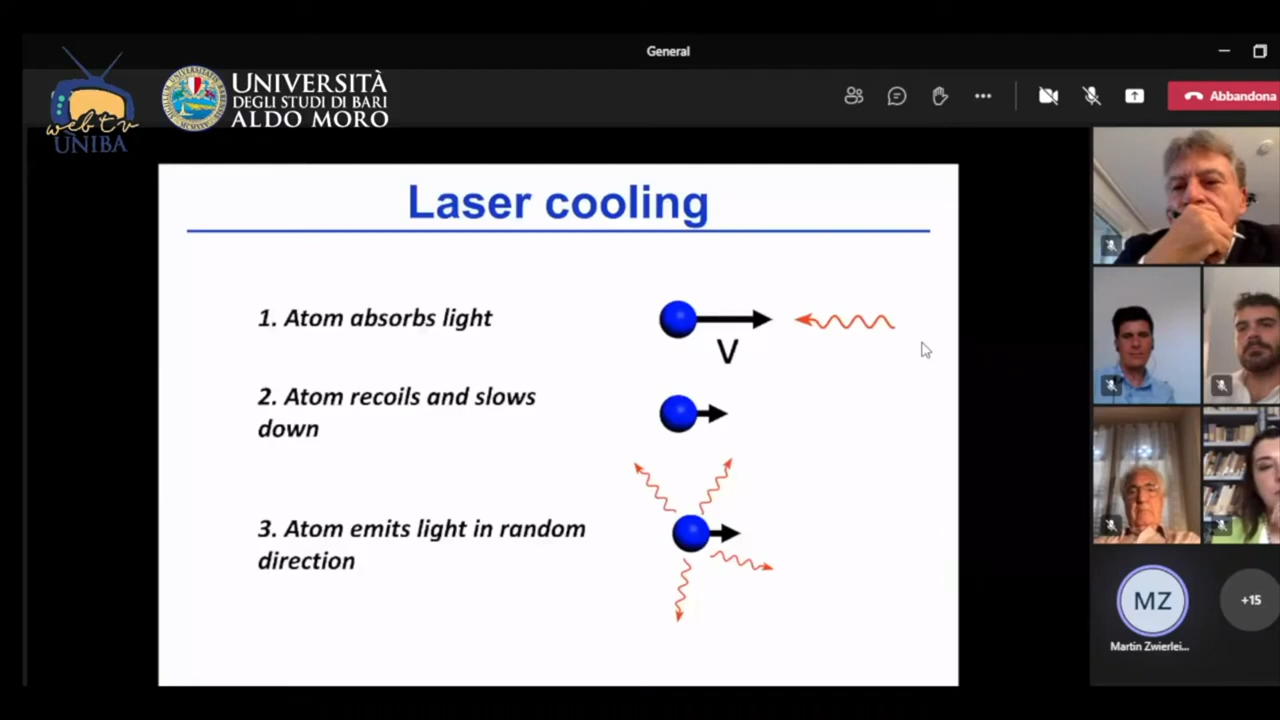 General
web tv
UNIBA
UNIVERSITÀ
DEGLI STUDI DI BARI
ALDO MORO
Abbandona
Laser cooling
1. Atom absorbs light
V
2. Atom recoils and slows
down
3. Atom emits light in random
direction
MZ
+15
Martin Zwierlei...